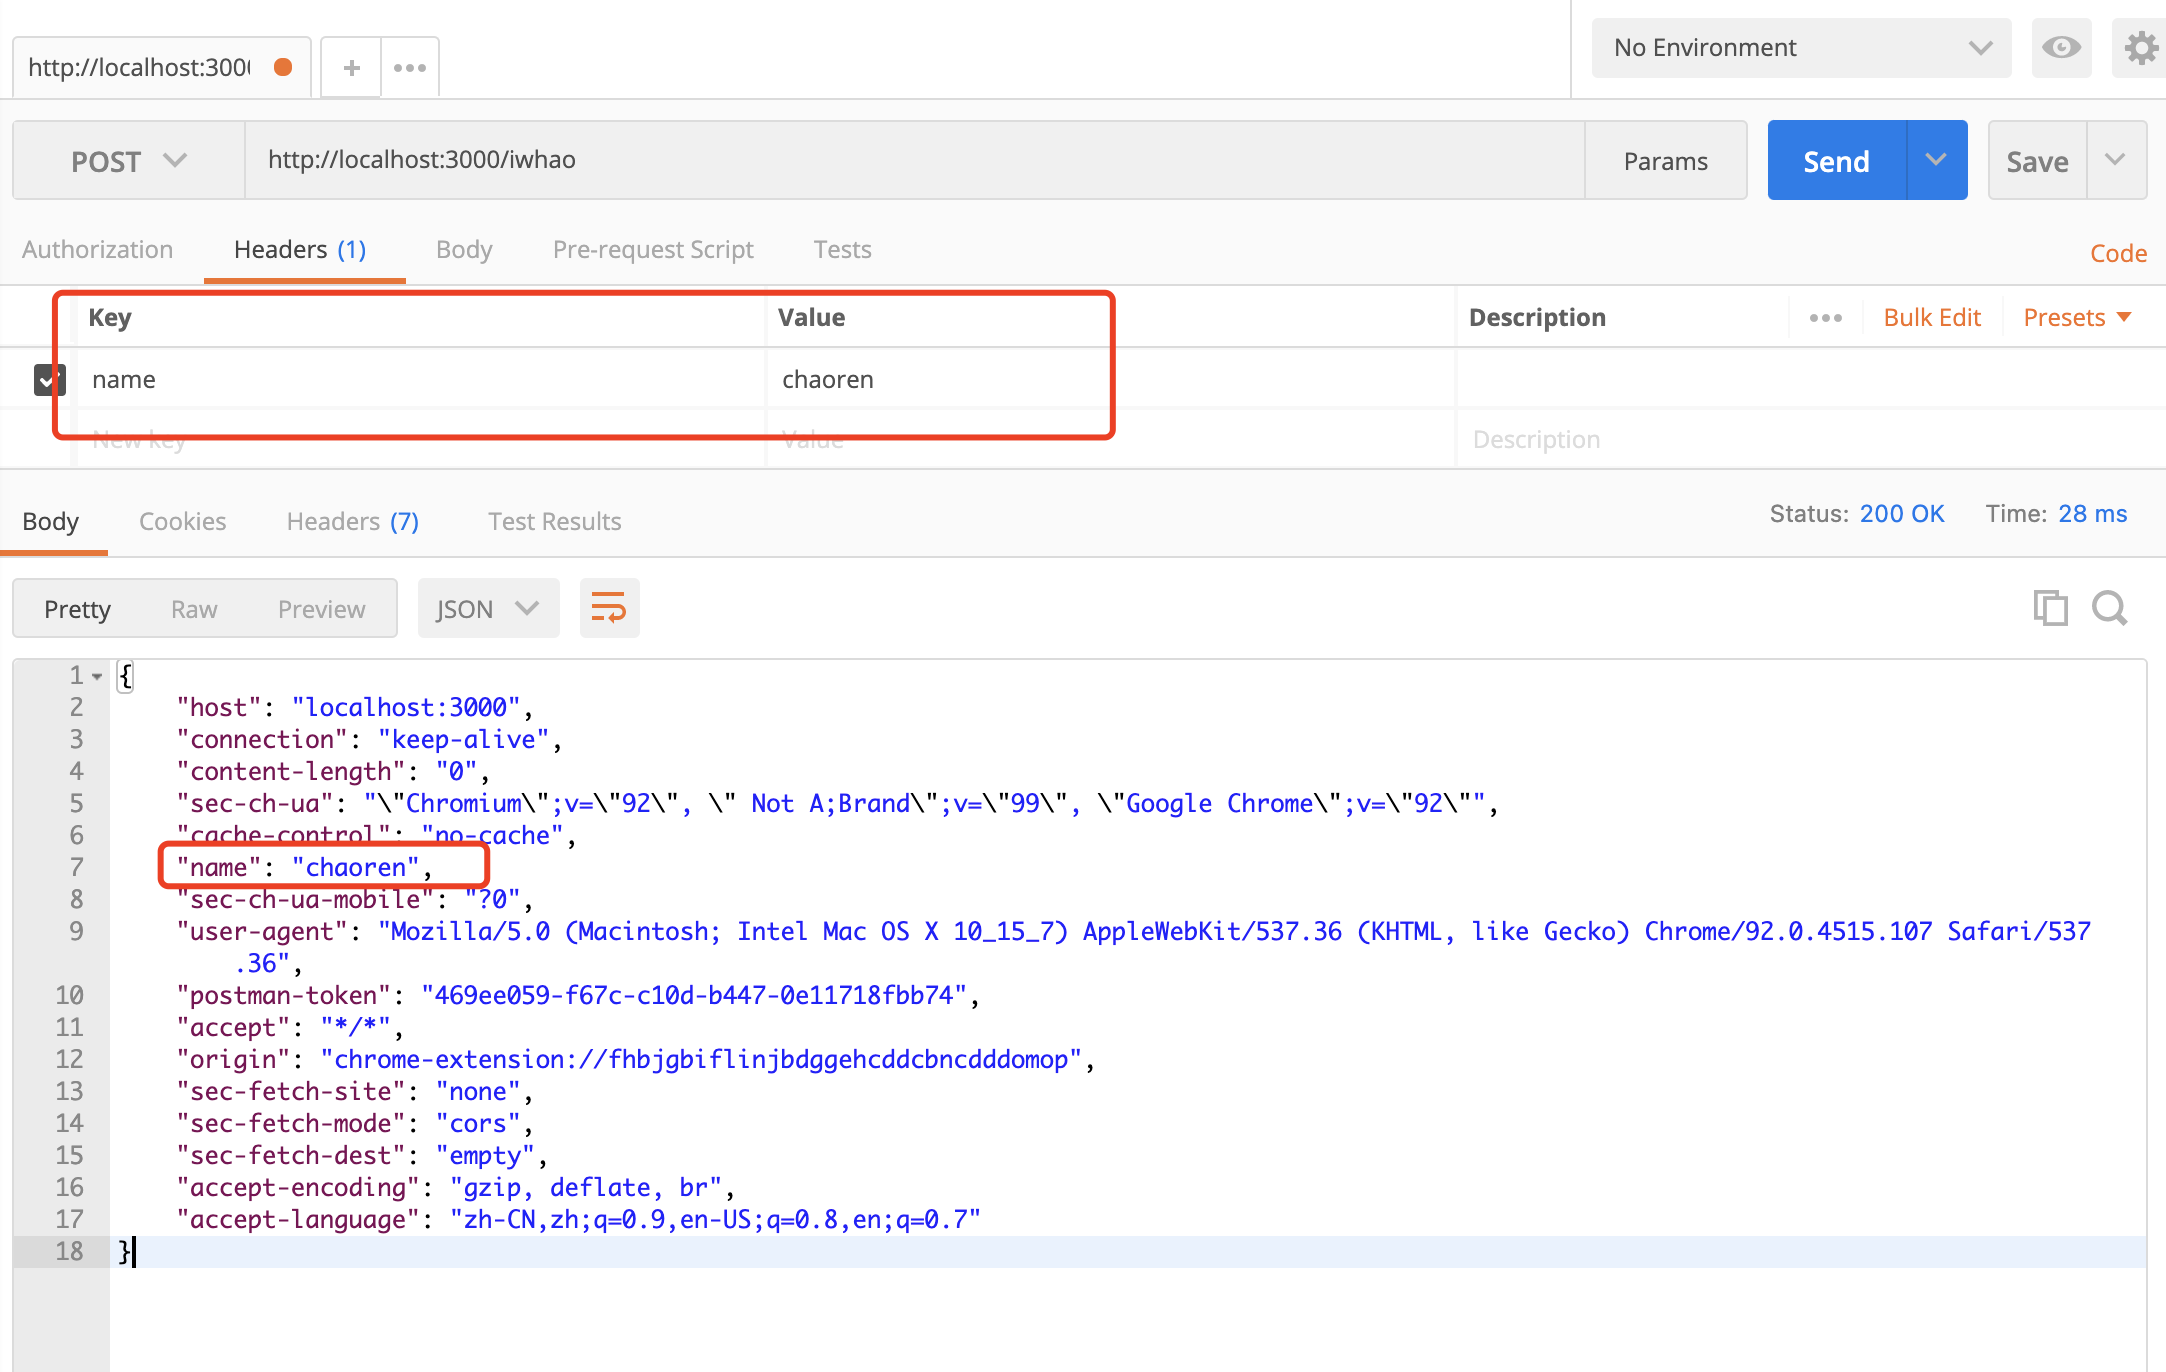 http://localhost:300
No Environment
POST
http://localhost:3000/iwhao
Params
Send
Save
Authorization
Headers (1)
Body
Pre-request Script
Tests
Code
Key
Value
Description
Bulk Edit
Presets
name
chaoren
New key
Value
Description
Body
Cookies
Headers (7)
Test Results
Status: 200 OK
Time: 28 ms
Pretty
Raw
Preview
JSON
1 {
2 "host": "localhost:3000",
3 "connection": "keep-alive",
4 "content-length": "0",
5 "sec-ch-ua": "\"Chromium\";v=\"92\", \" Not A;Brand\";v=\"99\", \"Google Chrome\";v=\"92\"",
6 "cache-control": "no-cache",
7 "name": "chaoren",
8 "sec-ch-ua-mobile": "?0",
9 "user-agent": "Mozilla/5.0 (Macintosh; Intel Mac OS X 10_15_7) AppleWebKit/537.36 (KHTML, like Gecko) Chrome/92.0.4515.107 Safari/537
.36",
10 "postman-token": "469ee059-f67c-c10d-b447-0e11718fbb74",
11 "accept": "*/*",
12 "origin": "chrome-extension://fhbjgbiflinjbdggehcddcbncdddomop",
13 "sec-fetch-site": "none",
14 "sec-fetch-mode": "cors",
15 "sec-fetch-dest": "empty",
16 "accept-encoding": "gzip, deflate, br",
17 "accept-language": "zh-CN,zh;q=0.9,en-US;q=0.8,en;q=0.7"
18 }